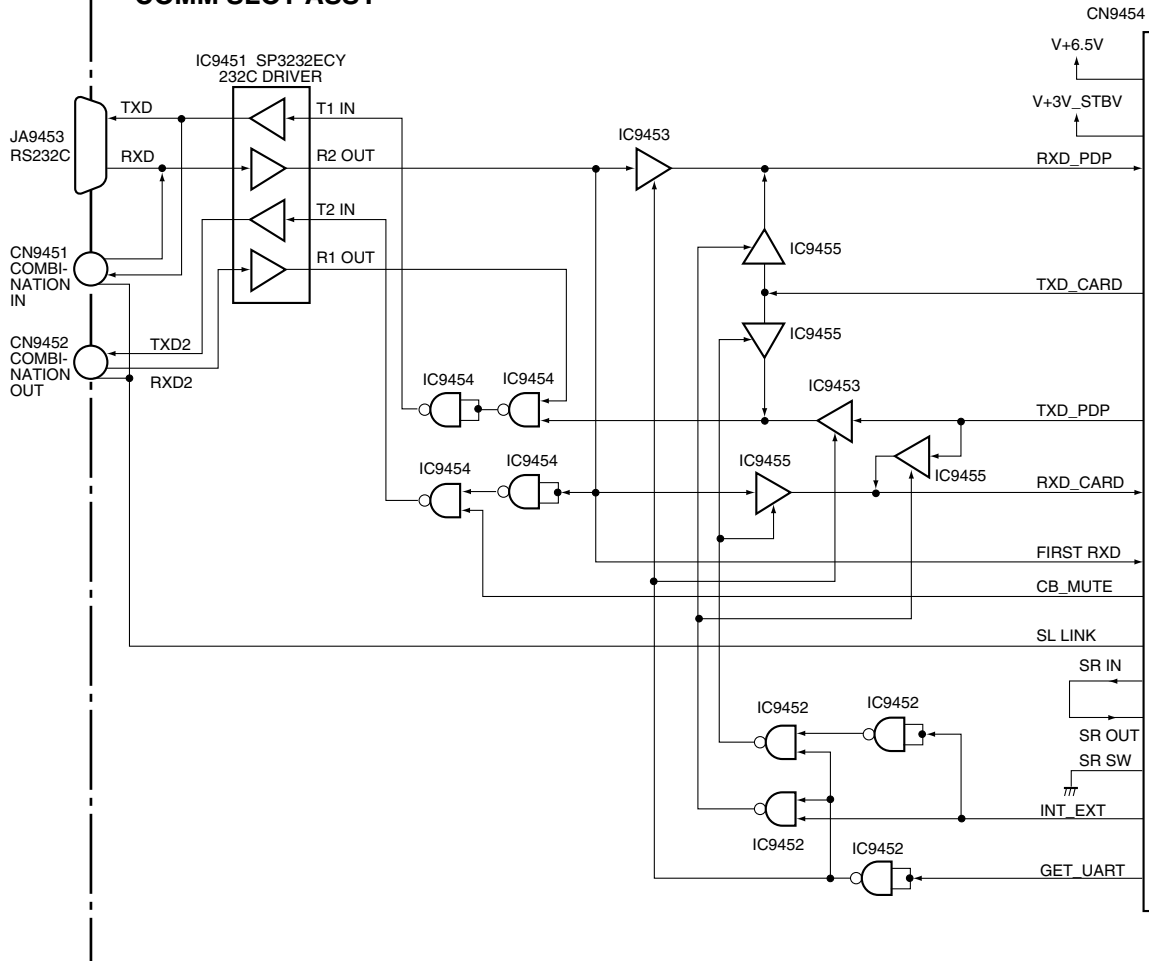 COMM SLOT ASSY
CN9454
V+6.5V
V+3V_STBV
IC9451 SP3232ECY
232C DRIVER
JA9453
RS232C
TXD
RXD
T1 IN
R2 OUT
T2 IN
R1 OUT
CN9451
COMBI-
NATION
IN
CN9452
COMBI-
NATION
OUT
TXD2
RXD2
IC9453
RXD_PDP
IC9455
TXD_CARD
IC9455
IC9454
IC9454
IC9453
TXD_PDP
IC9454
IC9454
IC9455
IC9455
RXD_CARD
FIRST RXD
CB_MUTE
SL LINK
SR IN
SR OUT
SR SW
IC9452
IC9452
INT_EXT
IC9452
IC9452
GET_UART